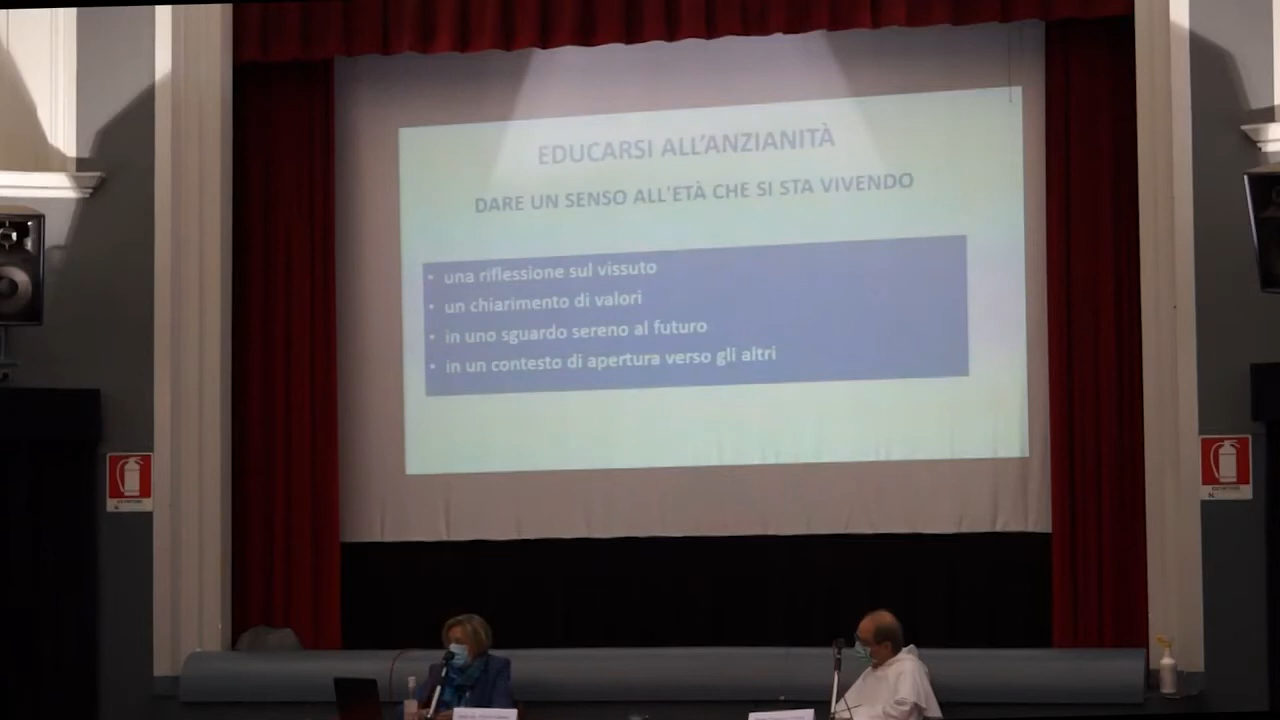 EDUCARSI ALL’ANZIANITÀ
DARE UN SENSO ALL'ETÀ CHE SI STA VIVENDO
• una riflessione sul vissuto
• un chiarimento di valori
• in uno sguardo sereno al futuro
• in un contesto di apertura verso gli altri